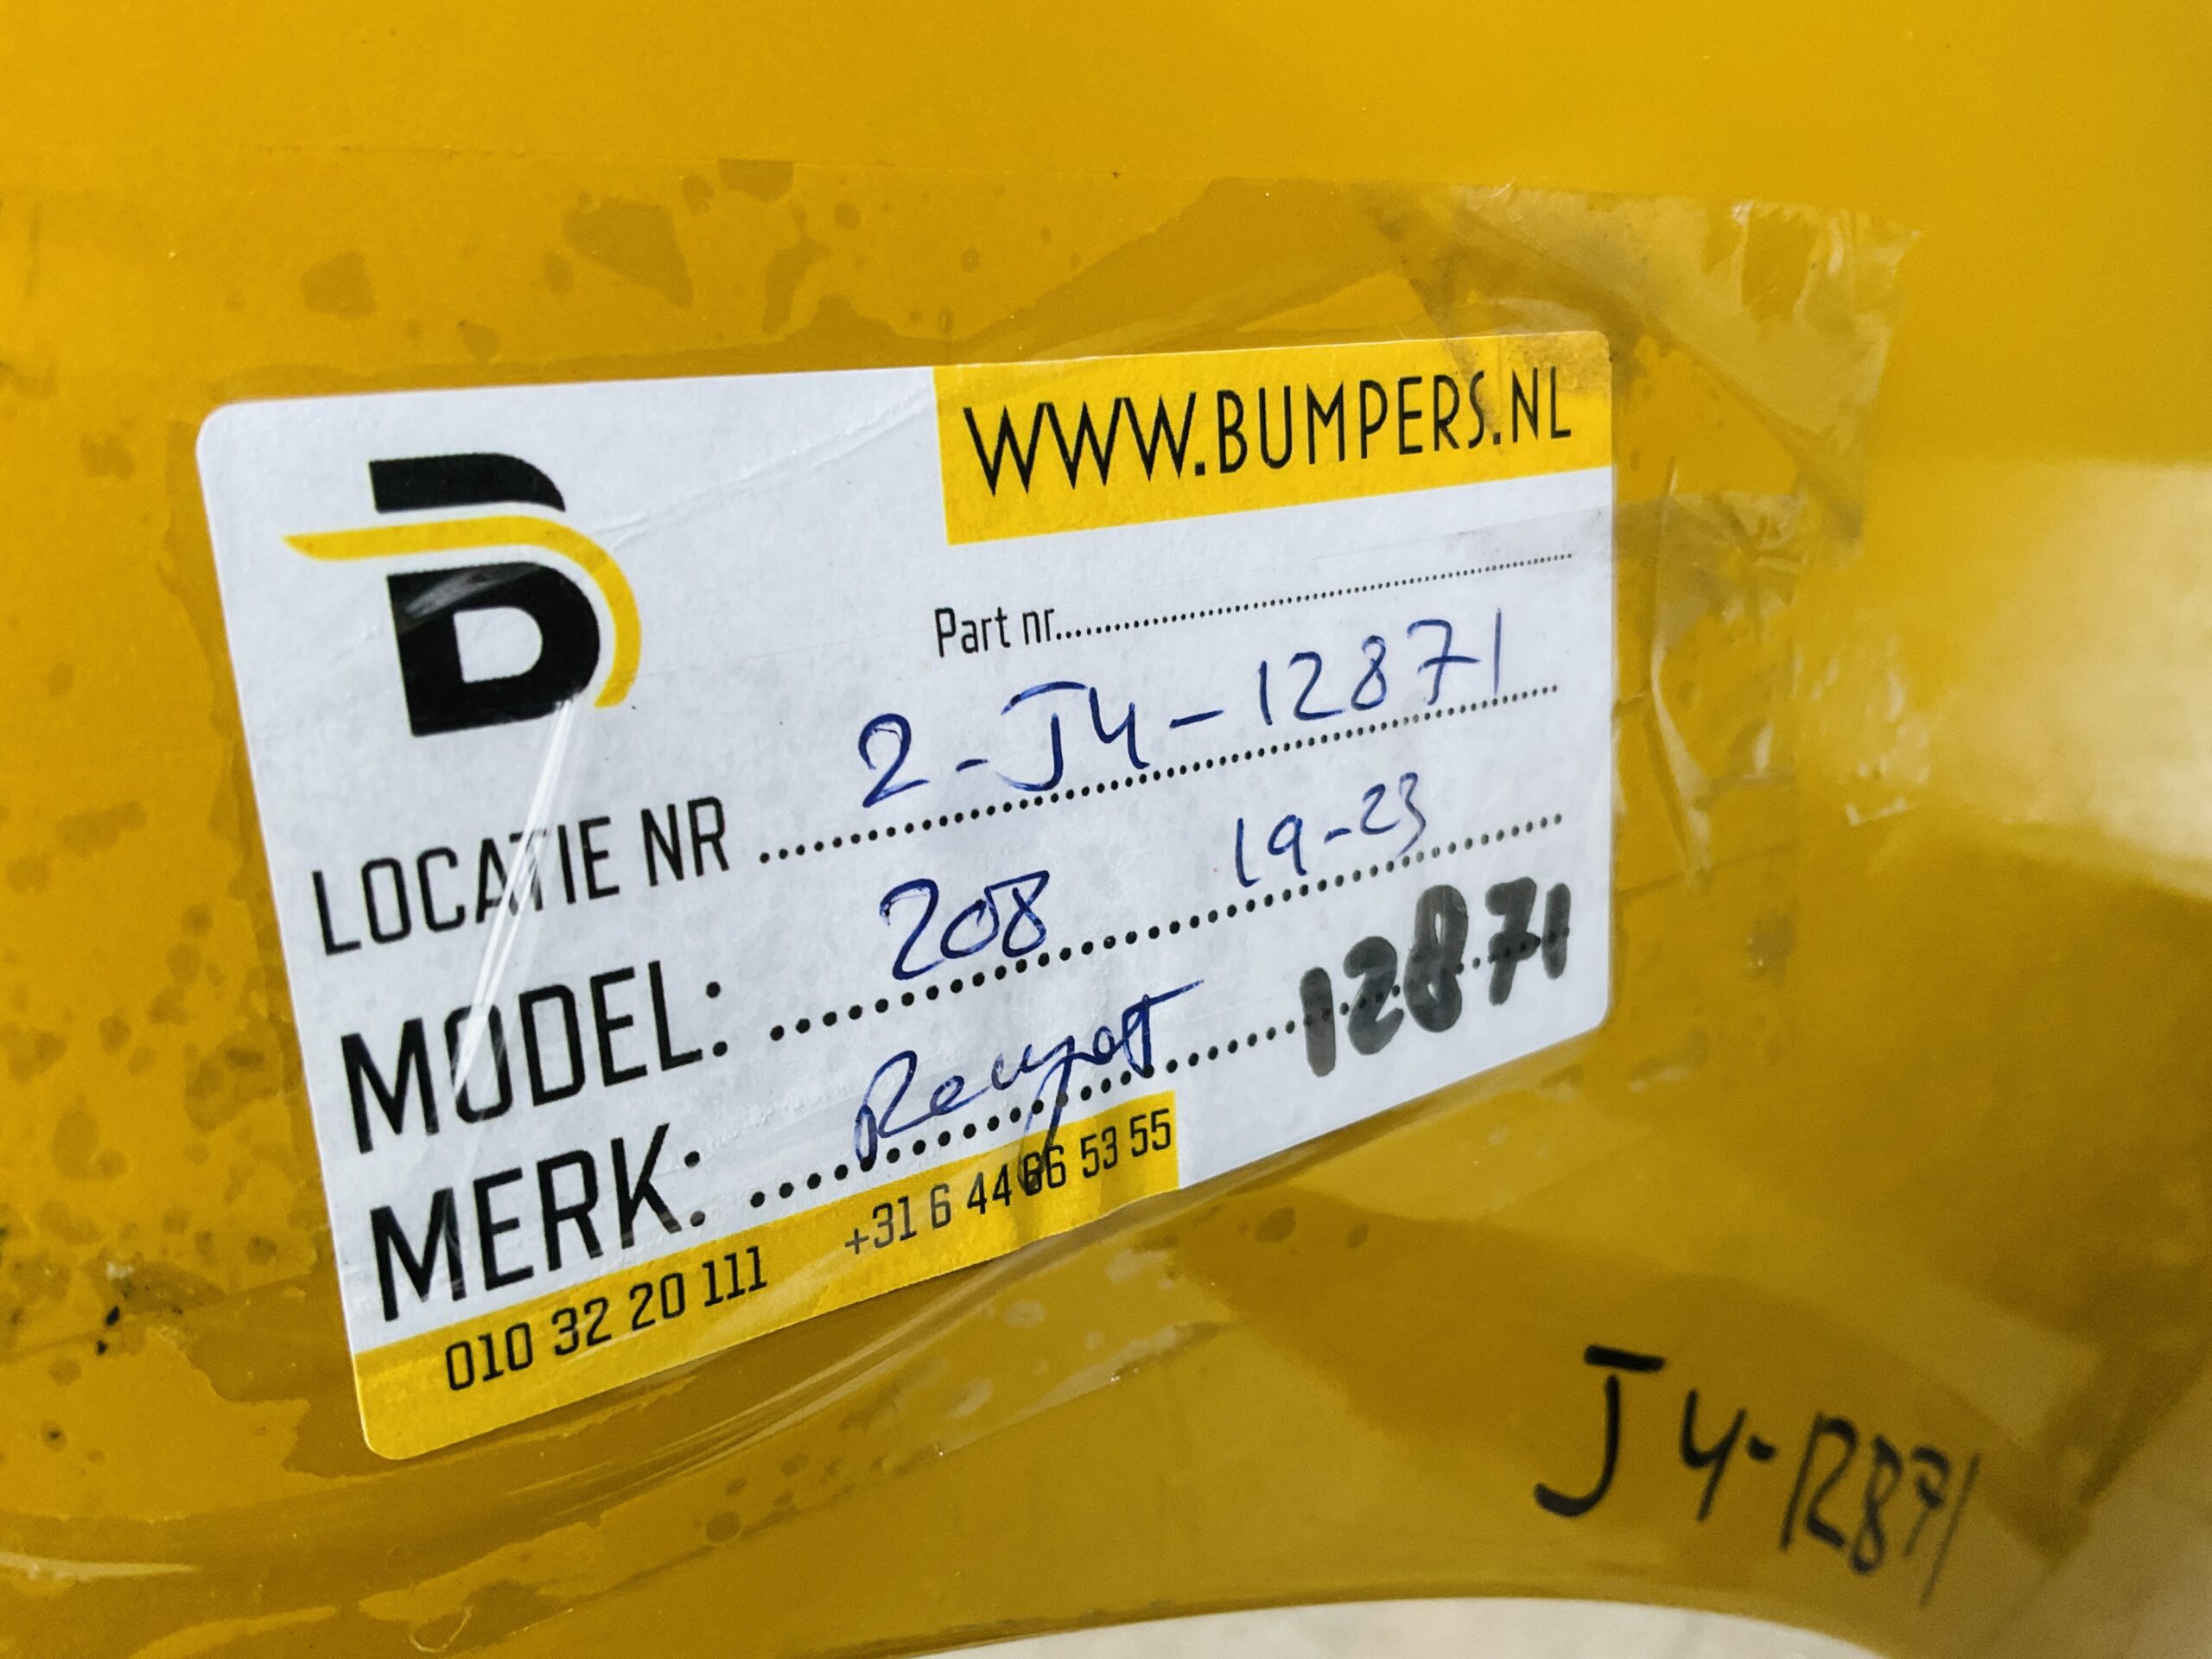 B
WWW.BUMPERS.NL
Part nr..........
LOCATIE NR .......... 2-J4-12871
MODEL: .......... 208 19-23
MERK: .......... Peugeot 12871
010 32 20 111 +31 6 44 66 53 55
J4-12871